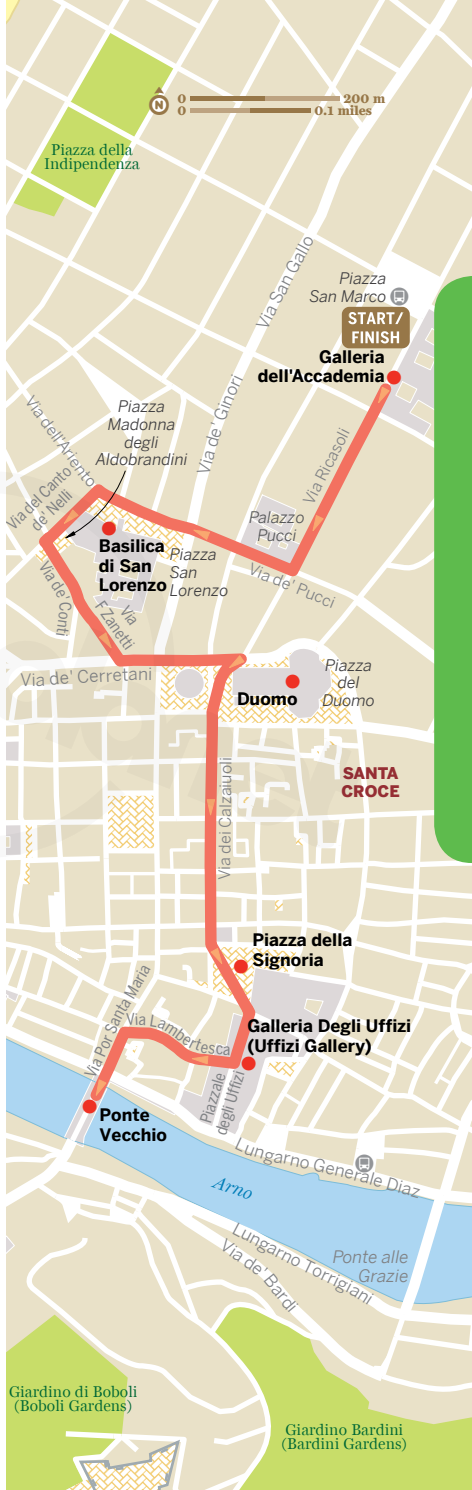 0 200 m
N
0 0.1 miles
Piazza della
Indipendenza
Via San Gallo
Piazza
San Marco
START/
FINISH
Galleria
dell'Accademia
Via dell'Ariento
Piazza
Madonna
degli
Aldobrandini
Via de' Ginori
Via Ricasoli
Via del Canto
de' Nelli
Palazzo
Pucci
Basilica
di San
Lorenzo
Piazza
San
Lorenzo
Via de' Pucci
Via de' Conti
Via
F Zanetti
Via de' Cerretani
Piazza
del
Duomo
Duomo
SANTA
CROCE
Via dei Calzaiuoli
Piazza della
Signoria
Via Por Santa Maria
Via Lambertesca
Galleria Degli Uffizi
(Uffizi Gallery)
Piazzale
degli Uffizi
Ponte
Vecchio
Lungarno Generale Diaz
Arno
Lungarno Torrigiani
Via de' Bardi
Ponte alle
Grazie
Giardino di Boboli
(Boboli Gardens)
Giardino Bardini
(Bardini Gardens)